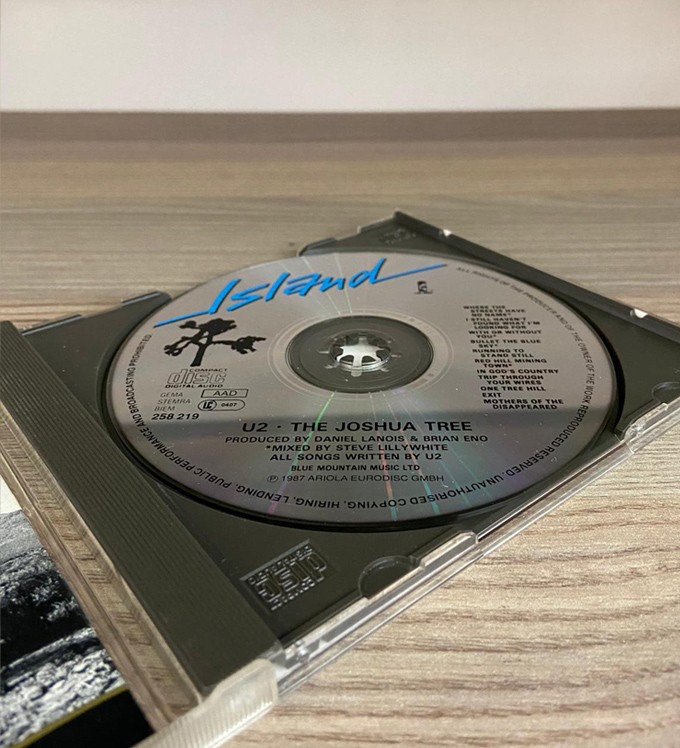 Island
ALL RIGHTS OF THE PRODUCER AND OF THE OWNER OF THE WORK REPRODUCED RESERVED. UNAUTHORISED COPYING, HIRING, LENDING, PUBLIC PERFORMANCE AND BROADCASTING PROHIBITED
WHERE THE
STREETS HAVE
NO NAME*
I STILL HAVEN'T
FOUND WHAT I'M
LOOKING FOR
WITH OR WITHOUT
YOU*
BULLET THE BLUE
SKY*
RUNNING TO
STAND STILL
RED HILL MINING
TOWN*
IN GOD'S COUNTRY
TRIP THROUGH
YOUR WIRES
ONE TREE HILL
EXIT
MOTHERS OF THE
DISAPPEARED
COMPACT
disc
DIGITAL AUDIO
AAD
GEMA
STEMRA
BIEM
LC 0407
258 219
U2 · THE JOSHUA TREE
PRODUCED BY DANIEL LANOIS & BRIAN ENO
*MIXED BY STEVE LILLYWHITE
ALL SONGS WRITTEN BY U2
BLUE MOUNTAIN MUSIC LTD
℗ 1987 ARIOLA EURODISC GMBH
COMPACT
disc